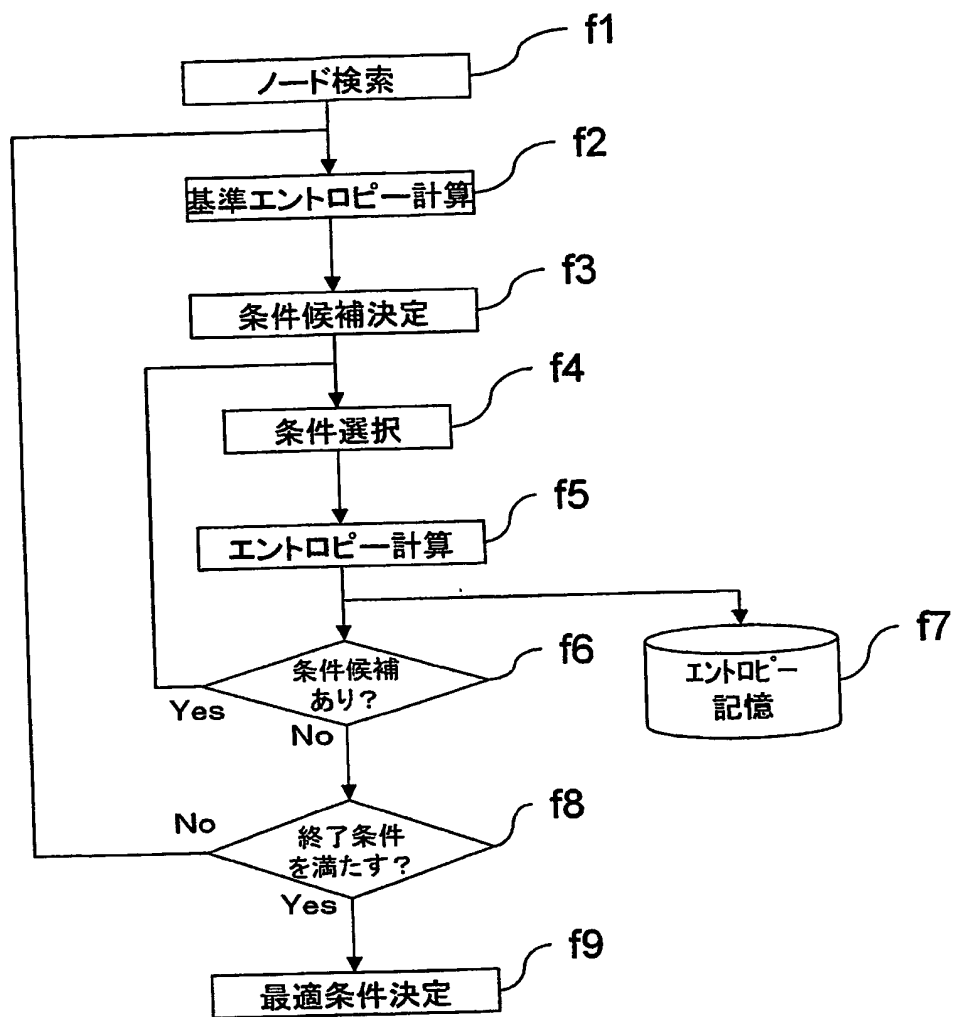 f1
ノード検索
f2
基準エントロピー計算
f3
条件候補決定
f4
条件選択
f5
エントロピー計算
f6
条件候補
あり?
Yes
No
f7
エントロピー
記憶
f8
No
終了条件
を満たす?
Yes
f9
最適条件決定